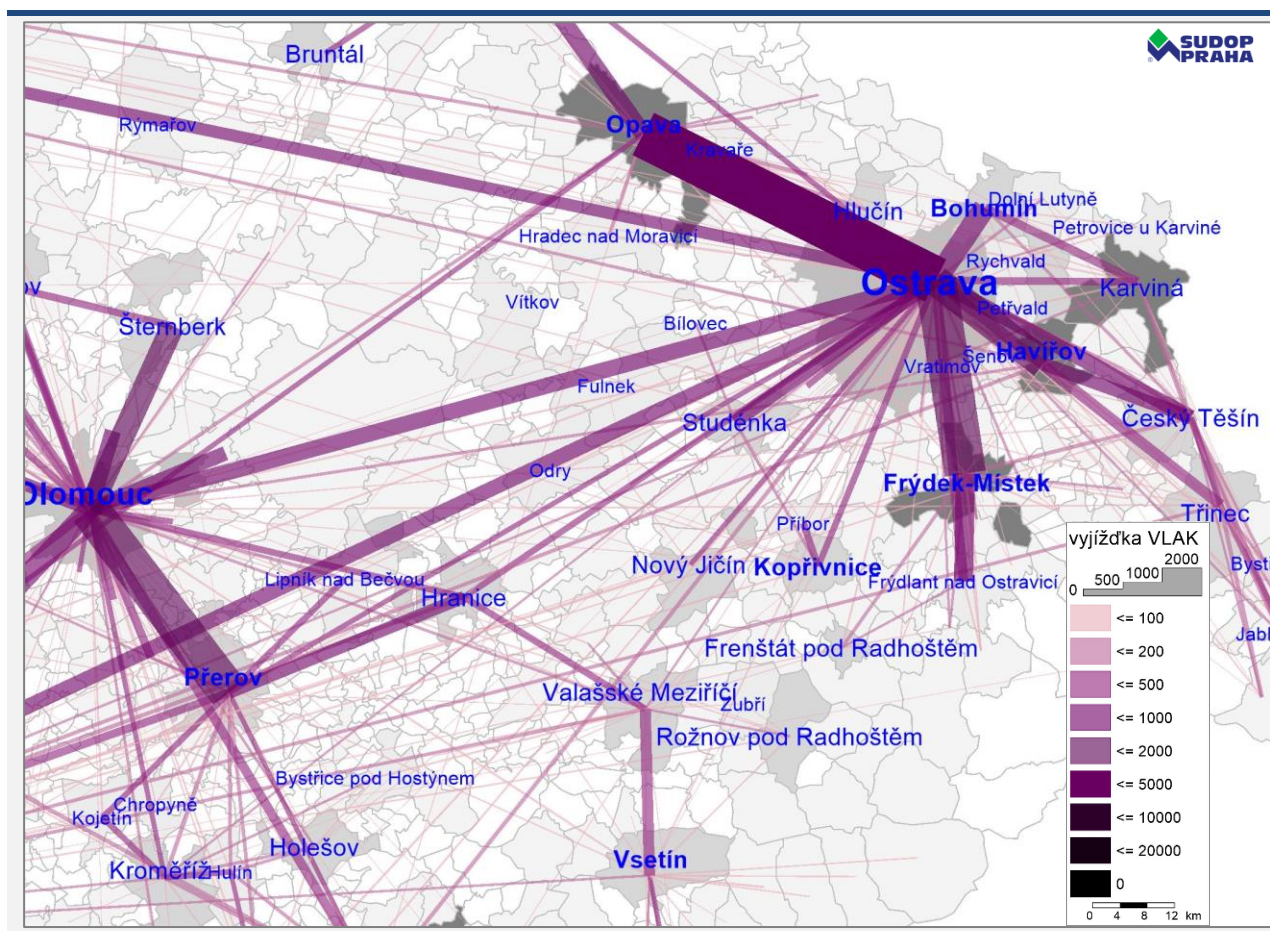 SUDOP
PRAHA
Bruntál
Rýmařov
Opava
Kravaře
Hlučín
Bohumín
Dolní Lutyně
Petrovice u Karviné
Hradec nad Moravicí
Rychvald
Ostrava
Karviná
Petřvald
Vítkov
Bílovec
Šternberk
Šenov
Havířov
Vratimov
Fulnek
Studénka
Český Těšín
Odry
Frýdek-Místek
Olomouc
Příbor
Třinec
vyjížďka VLAK
0 500 1000 2000
Nový Jičín
Kopřivnice
Frýdlant nad Ostravicí
Lipník nad Bečvou
Hranice
<= 100
<= 200
<= 500
<= 1000
<= 2000
<= 5000
<= 10000
<= 20000
0
0 4 8 12 km
Frenštát pod Radhoštěm
Přerov
Valašské Meziříčí
Zubří
Rožnov pod Radhoštěm
Bystřice pod Hostýnem
Chropyně
Kojetín
Holešov
Kroměříž
Hulín
Vsetín